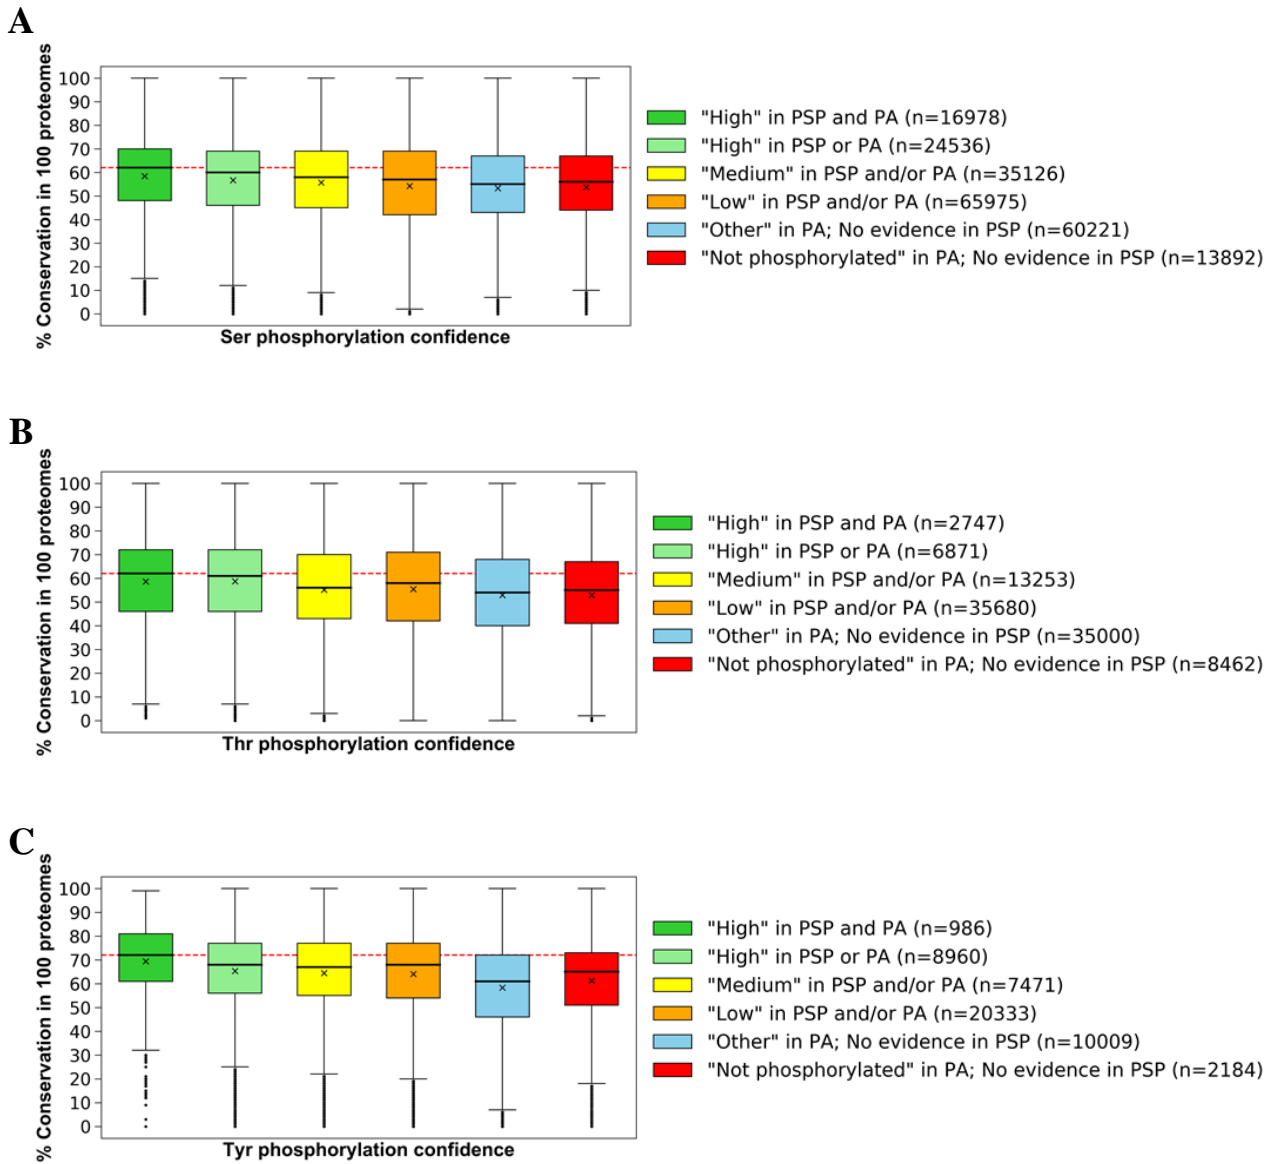 A
% Conservation in 100 proteomes
100
90
80
70
60
50
40
30
20
10
0
Ser phosphorylation confidence
"High" in PSP and PA (n=16978)
"High" in PSP or PA (n=24536)
"Medium" in PSP and/or PA (n=35126)
"Low" in PSP and/or PA (n=65975)
"Other" in PA; No evidence in PSP (n=60221)
"Not phosphorylated" in PA; No evidence in PSP (n=13892)
B
% Conservation in 100 proteomes
100
90
80
70
60
50
40
30
20
10
0
Thr phosphorylation confidence
"High" in PSP and PA (n=2747)
"High" in PSP or PA (n=6871)
"Medium" in PSP and/or PA (n=13253)
"Low" in PSP and/or PA (n=35680)
"Other" in PA; No evidence in PSP (n=35000)
"Not phosphorylated" in PA; No evidence in PSP (n=8462)
C
% Conservation in 100 proteomes
100
90
80
70
60
50
40
30
20
10
0
Tyr phosphorylation confidence
"High" in PSP and PA (n=986)
"High" in PSP or PA (n=8960)
"Medium" in PSP and/or PA (n=7471)
"Low" in PSP and/or PA (n=20333)
"Other" in PA; No evidence in PSP (n=10009)
"Not phosphorylated" in PA; No evidence in PSP (n=2184)